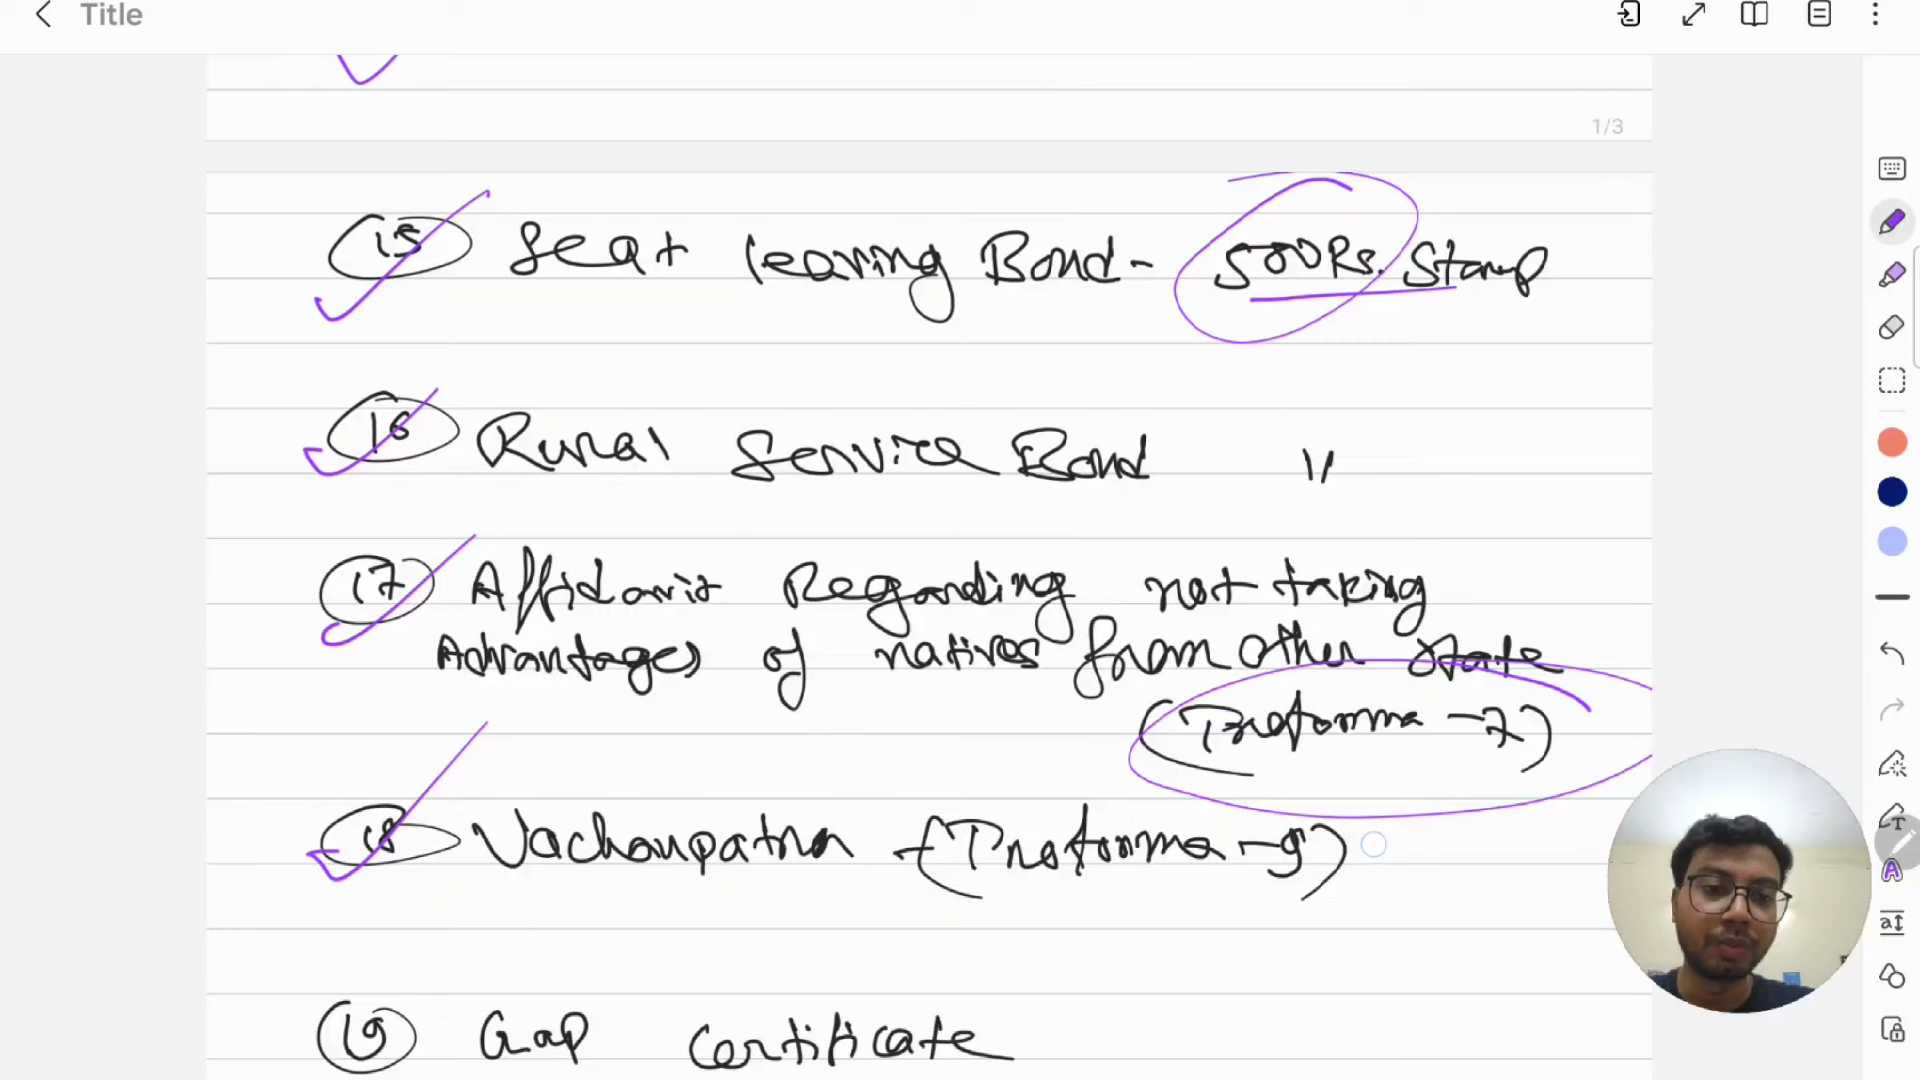 Title
1/3
15 Seat leaving Bond - 500Rs. Stamp
16 Rural Service Bond "
17 Affidavit Regarding not taking
Advantages of natives from other state
(Proforma - 7)
18 Vachanpatra - (Proforma - 9)
19 Gap Certificate